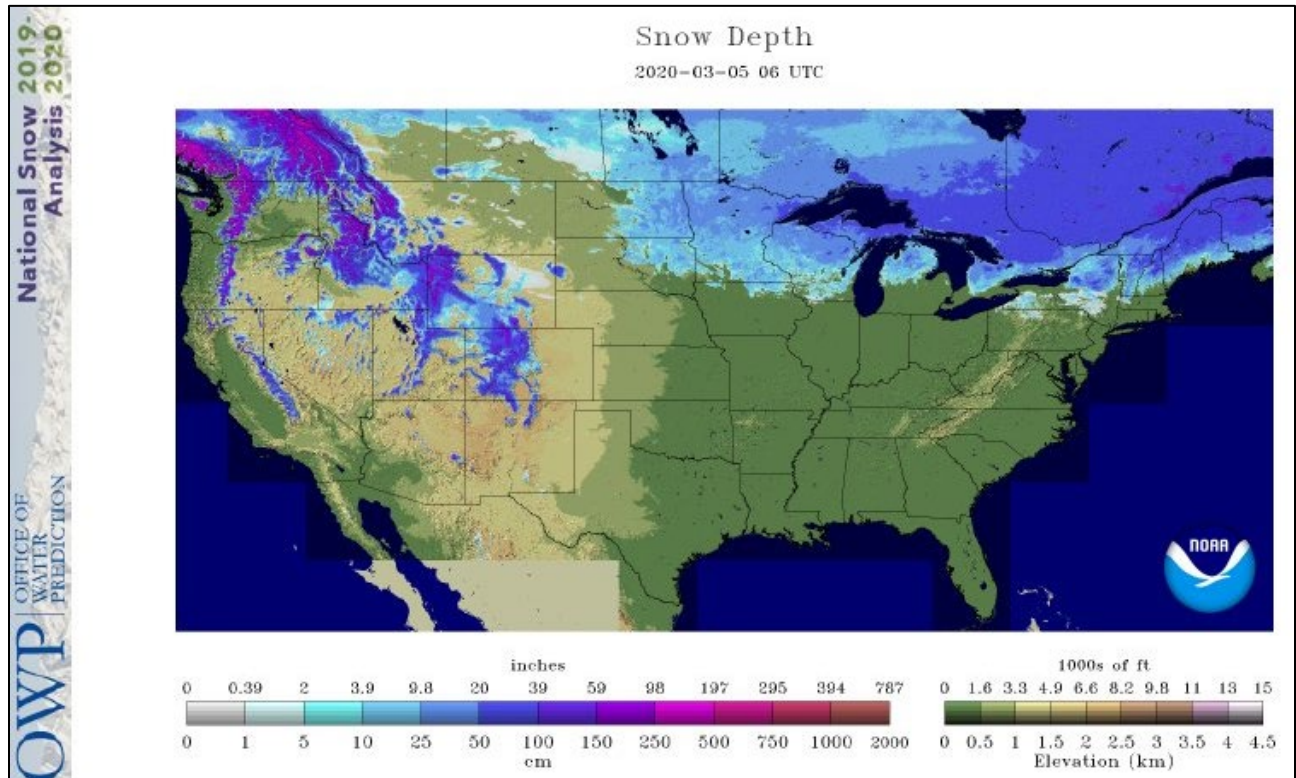 National Snow 2019-
Analysis 2020
OWP
OFFICE OF
WATER
PREDICTION
Snow Depth
2020-03-05 06 UTC
NOAA
inches
0 0.39 2 3.9 9.8 20 39 59 98 197 295 394 787
0 1 5 10 25 50 100 150 250 500 750 1000 2000
cm
1000s of ft
0 1.6 3.3 4.9 6.6 8.2 9.8 11 13 15
0 0.5 1 1.5 2 2.5 3 3.5 4 4.5
Elevation (km)